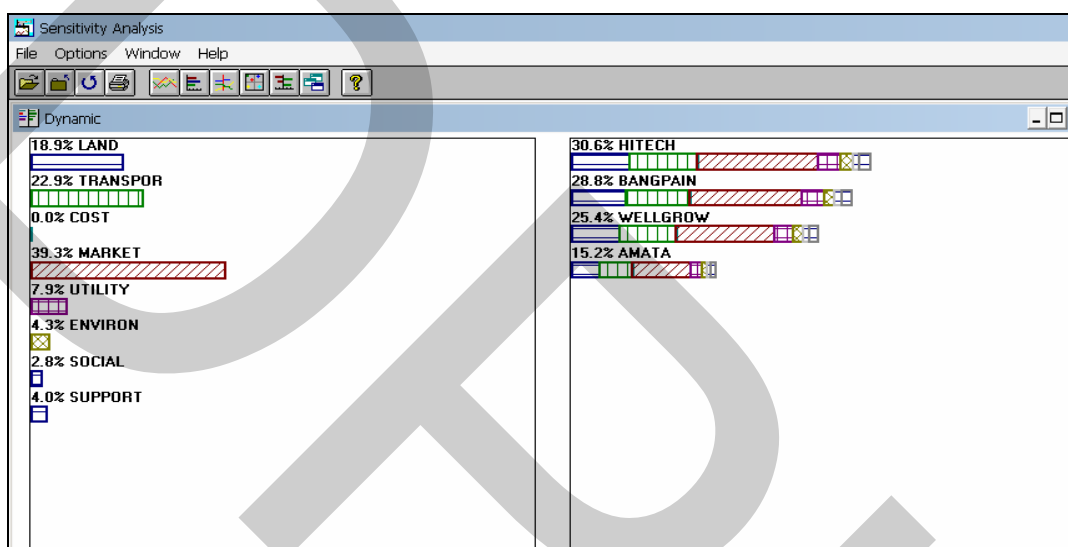 Sensitivity Analysis
File Options Window Help
?
Dynamic
18.9% LAND
22.9% TRANSPOR
0.0% COST
39.3% MARKET
7.9% UTILITY
4.3% ENVIRON
2.8% SOCIAL
4.0% SUPPORT
30.6% HITECH
28.8% BANGPAIN
25.4% WELLGROW
15.2% AMATA